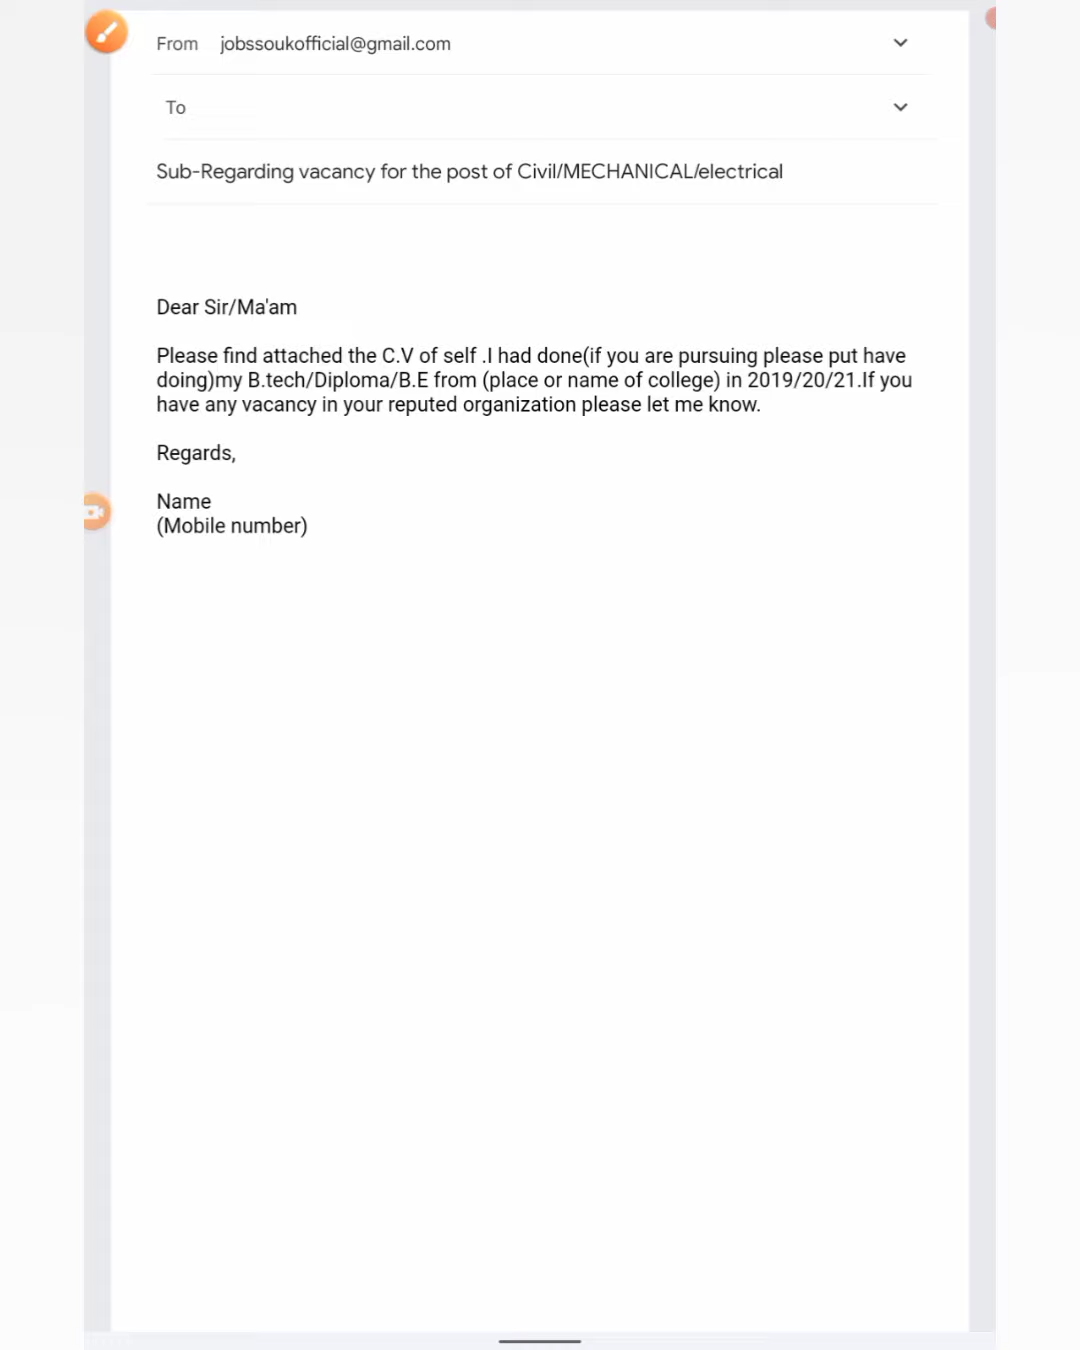 From jobssoukofficial@gmail.com
To
Sub-Regarding vacancy for the post of Civil/MECHANICAL/electrical
Dear Sir/Ma'am
Please find attached the C.V of self .I had done(if you are pursuing please put have
doing)my B.tech/Diploma/B.E from (place or name of college) in 2019/20/21.If you
have any vacancy in your reputed organization please let me know.
Regards,
Name
(Mobile number)